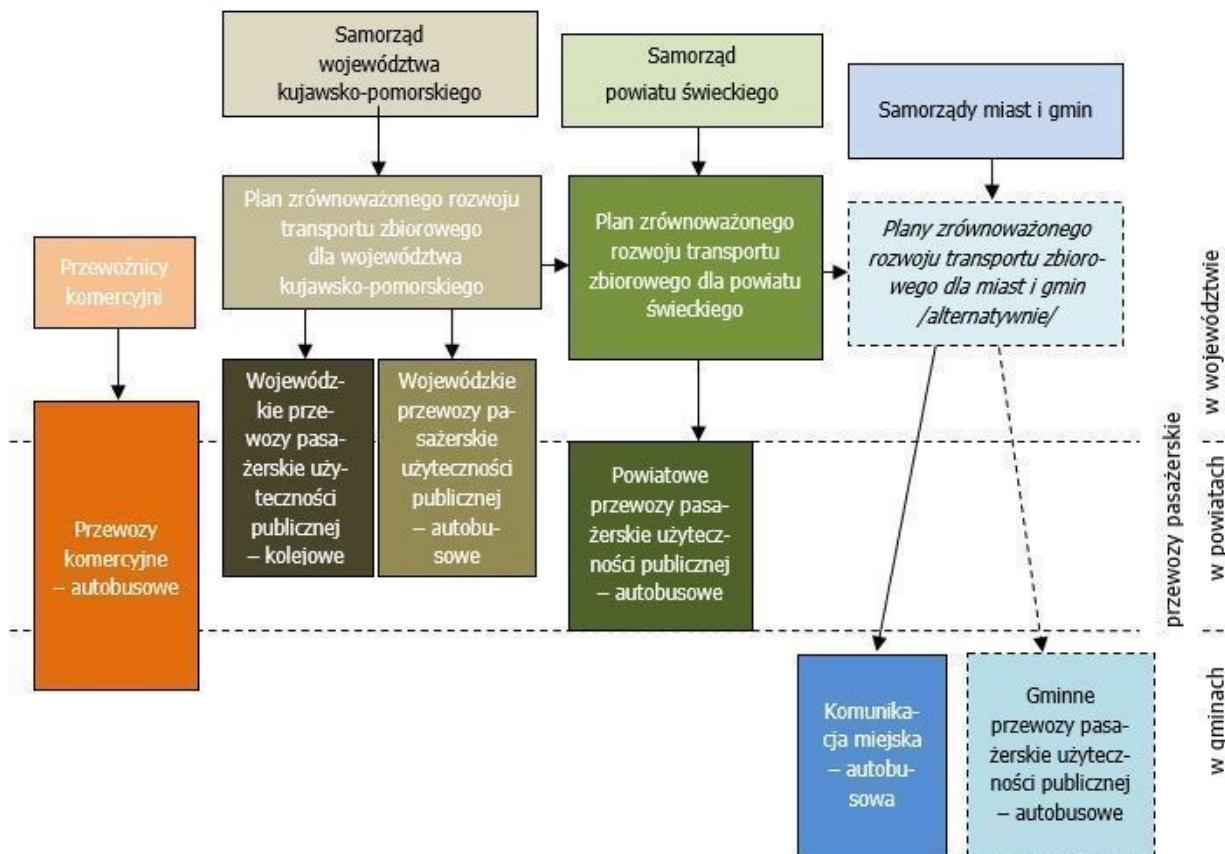 Samorząd
województwa
kujawsko-pomorskiego
Samorząd
powiatu świeckiego
Samorządy miast i gmin
Przewoźnicy
komercyjni
Plan zrównoważonego rozwoju
transportu zbiorowego
dla województwa
kujawsko-pomorskiego
Plan zrównoważonego
rozwoju transportu
zbiorowego dla powiatu
świeckiego
Plany zrównoważonego
rozwoju transportu zbioro-
wego dla miast i gmin
/alternatywnie/
Przewozy
komercyjne
– autobusowe
Wojewódz-
kie prze-
wozy pasa-
żerskie uży-
teczności
publicznej
– kolejowe
Wojewódzkie
przewozy pa-
sażerskie
użyteczności
publicznej
– autobu-
sowe
Powiatowe
przewozy pasa-
żerskie użytecz-
ności publicznej
– autobusowe
Komunika-
cja miejska
– autobu-
sowa
Gminne
przewozy pasa-
żerskie użytecz-
ności publicznej
– autobusowe
przewozy pasażerskie
w województwie
w powiatach
w gminach